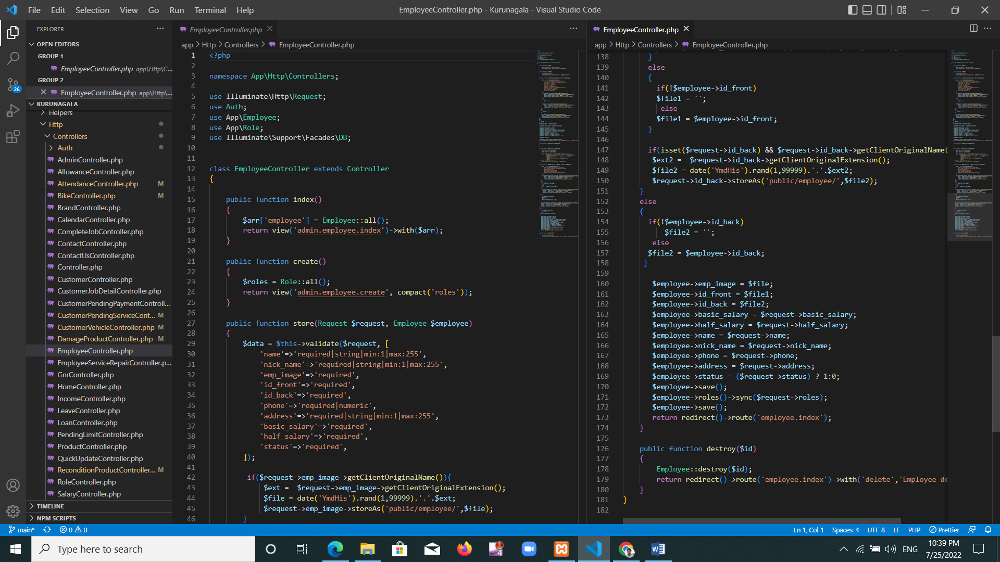 File Edit Selection View Go Run Terminal Help
EmployeeController.php - Kurunagala - Visual Studio Code
EXPLORER
OPEN EDITORS
GROUP 1
EmployeeController.php app\Http\C...
GROUP 2
EmployeeController.php app\Http\...
KURUNAGALA
Helpers
Http
Controllers
Auth
AdminController.php
AllowanceController.php
AttendanceController.php M
BikeController.php M
BrandController.php
CalendarController.php
CompleteJobController.php
ContactController.php
ContactUsController.php
Controller.php
CustomerController.php
CustomerJobDetailController.php
CustomerPendingPaymentControll...
CustomerPendingServiceCont... M
CustomerVehicleController.php M
DamageProductController.php M
EmployeeController.php
EmployeeServiceRepairController.p...
GnrController.php
HomeController.php
IncomeController.php
LeaveController.php
LoanController.php
PendingLimitController.php
ProductController.php
QuickUpdateController.php
ReconditionProductController... M
RoleController.php
SalaryController.php
TIMELINE
NPM SCRIPTS
26
EmployeeController.php
app > Http > Controllers > EmployeeController.php
1 <?php
2
3 namespace App\Http\Controllers;
4
5 use Illuminate\Http\Request;
6 use Auth;
7 use App\Employee;
8 use App\Role;
9 use Illuminate\Support\Facades\DB;
10
11
12 class EmployeeController extends Controller
13 {
14
15 public function index()
16 {
17 $arr['employee'] = Employee::all();
18 return view('admin.employee.index')->with($arr);
19 }
20
21 public function create()
22 {
23 $roles = Role::all();
24 return view('admin.employee.create', compact('roles'));
25 }
26
27 public function store(Request $request, Employee $employee)
28 {
29 $data = $this->validate($request, [
30 'name'=>'required|string|min:1|max:255',
31 'nick_name'=>'required|string|min:1|max:255',
32 'emp_image'=>'required',
33 'id_front'=>'required',
34 'id_back'=>'required',
35 'phone'=>'required|numeric',
36 'address'=>'required|string|min:1|max:255',
37 'basic_salary'=>'required',
38 'half_salary'=>'required',
39 'status'=>'required',
40 ]);
41
42 if($request->emp_image->getClientOriginalName()){
43 $ext = $request->emp_image->getClientOriginalExtension();
44 $file = date('YmdHis').rand(1,99999).'.'.$ext;
45 $request->emp_image->storeAs('public/employee/',$file);
46 }
EmployeeController.php
app > Http > Controllers > EmployeeController.php
138 }
139 else
140 {
141 if(!$employee->id_front)
142 $file1 = '';
143 else
144 $file1 = $employee->id_front;
145 }
146
147 if(isset($request->id_back) && $request->id_back->getClientOriginalName(
148 $ext2 = $request->id_back->getClientOriginalExtension();
149 $file2 = date('YmdHis').rand(1,99999).'.'.$ext2;
150 $request->id_back->storeAs('public/employee/',$file2);
151 }
152 else
153 {
154 if(!$employee->id_back)
155 $file2 = '';
156 else
157 $file2 = $employee->id_back;
158 }
159
160 $employee->emp_image = $file;
161 $employee->id_front = $file1;
162 $employee->id_back = $file2;
163 $employee->basic_salary = $request->basic_salary;
164 $employee->half_salary = $request->half_salary;
165 $employee->name = $request->name;
166 $employee->nick_name = $request->nick_name;
167 $employee->phone = $request->phone;
168 $employee->address = $request->address;
169 $employee->status = ($request->status) ? 1:0;
170 $employee->save();
171 $employee->roles()->sync($request->roles);
172 $employee->save();
173 return redirect()->route('employee.index');
174 }
175
176 public function destroy($id)
177 {
178 Employee::destroy($id);
179 return redirect()->route('employee.index')->with('delete','Employee de
180 }
181 }
182
main* 0 0
Ln 1, Col 1 Spaces: 4 UTF-8 LF PHP Prettier
Type here to search
ENG
10:39 PM
7/25/2022